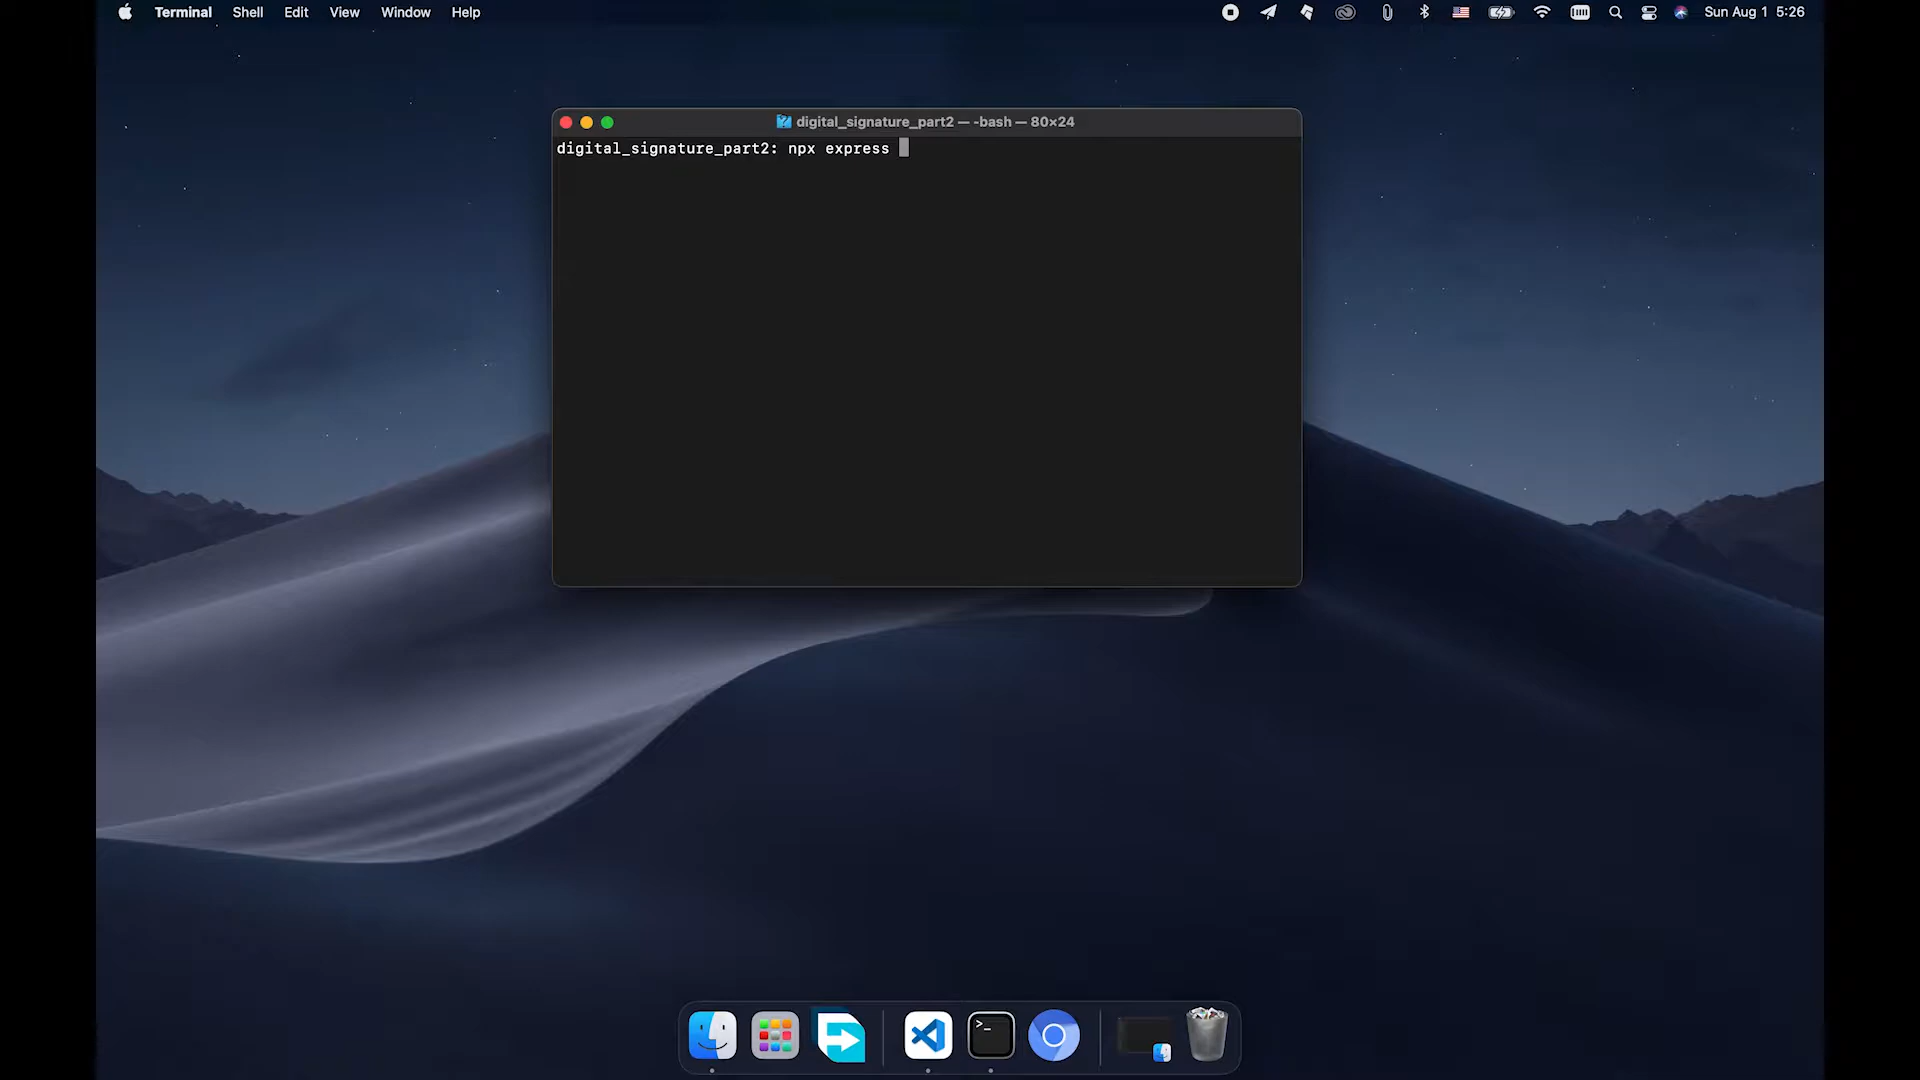 Terminal Shell Edit View Window Help Sun Aug 1 5:26
digital_signature_part2 — -bash — 80×24
digital_signature_part2: npx express
>_